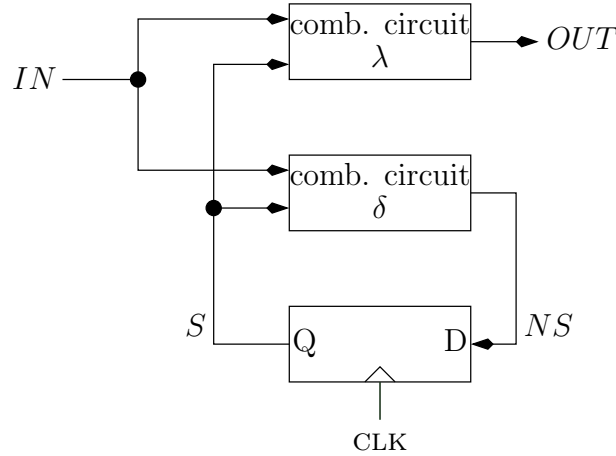 comb. circuit
λ
OUT
IN
comb. circuit
δ
S
Q
D
NS
CLK